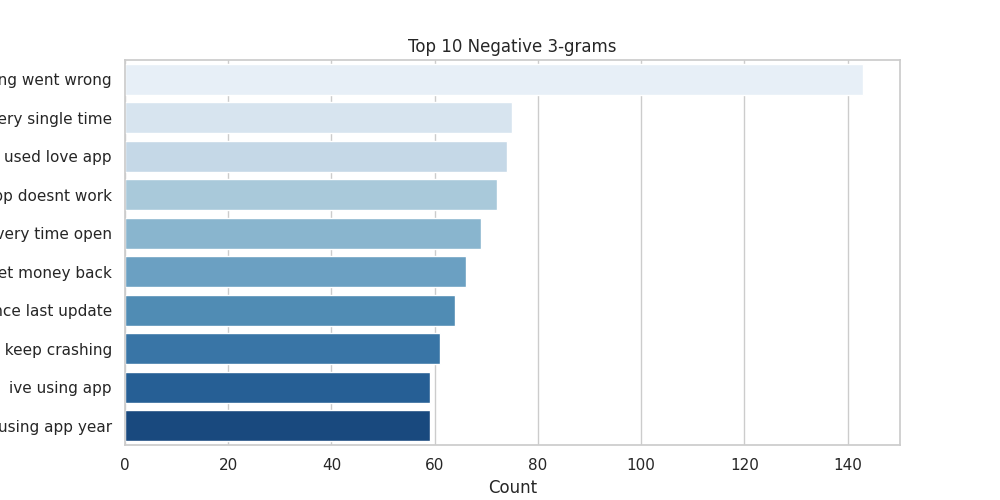 Top 10 Negative 3-grams
ng went wrong
ery single time
used love app
op doesnt work
very time open
et money back
nce last update
keep crashing
ive using app
using app year
0 20 40 60 80 100 120 140
Count